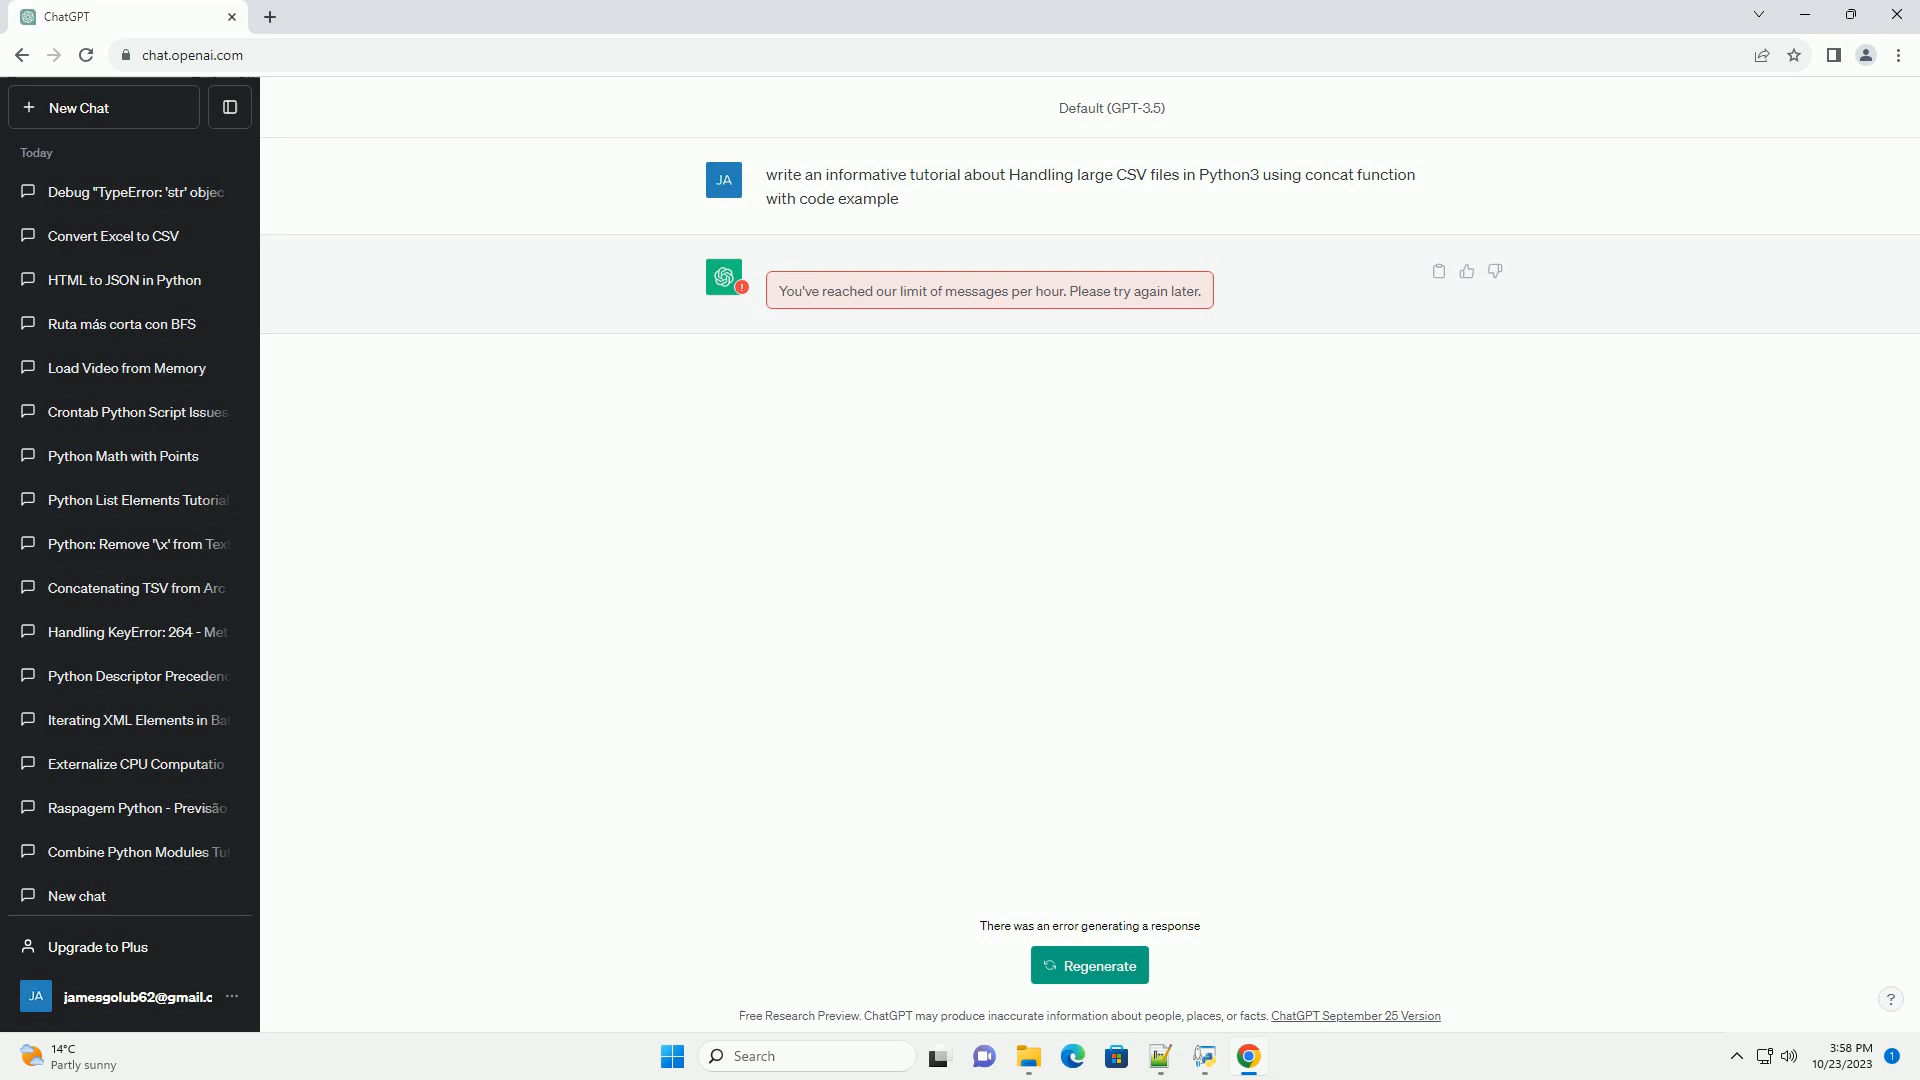 ChatGPT
chat.openai.com
New Chat
Today
Debug "TypeError: 'str' objec
Convert Excel to CSV
HTML to JSON in Python
Ruta más corta con BFS
Load Video from Memory
Crontab Python Script Issues
Python Math with Points
Python List Elements Tutorial
Python: Remove '\x' from Tex
Concatenating TSV from Arc
Handling KeyError: 264 - Met
Python Descriptor Precedenc
Iterating XML Elements in Bat
Externalize CPU Computatio
Raspagem Python - Previsão
Combine Python Modules Tut
New chat
Upgrade to Plus
JA
jamesgolub62@gmail.c
Default (GPT-3.5)
JA
write an informative tutorial about Handling large CSV files in Python3 using concat function
with code example
!
You've reached our limit of messages per hour. Please try again later.
There was an error generating a response
Regenerate
Free Research Preview. ChatGPT may produce inaccurate information about people, places, or facts. ChatGPT September 25 Version
?
14°C
Partly sunny
Search
3:58 PM
10/23/2023
1